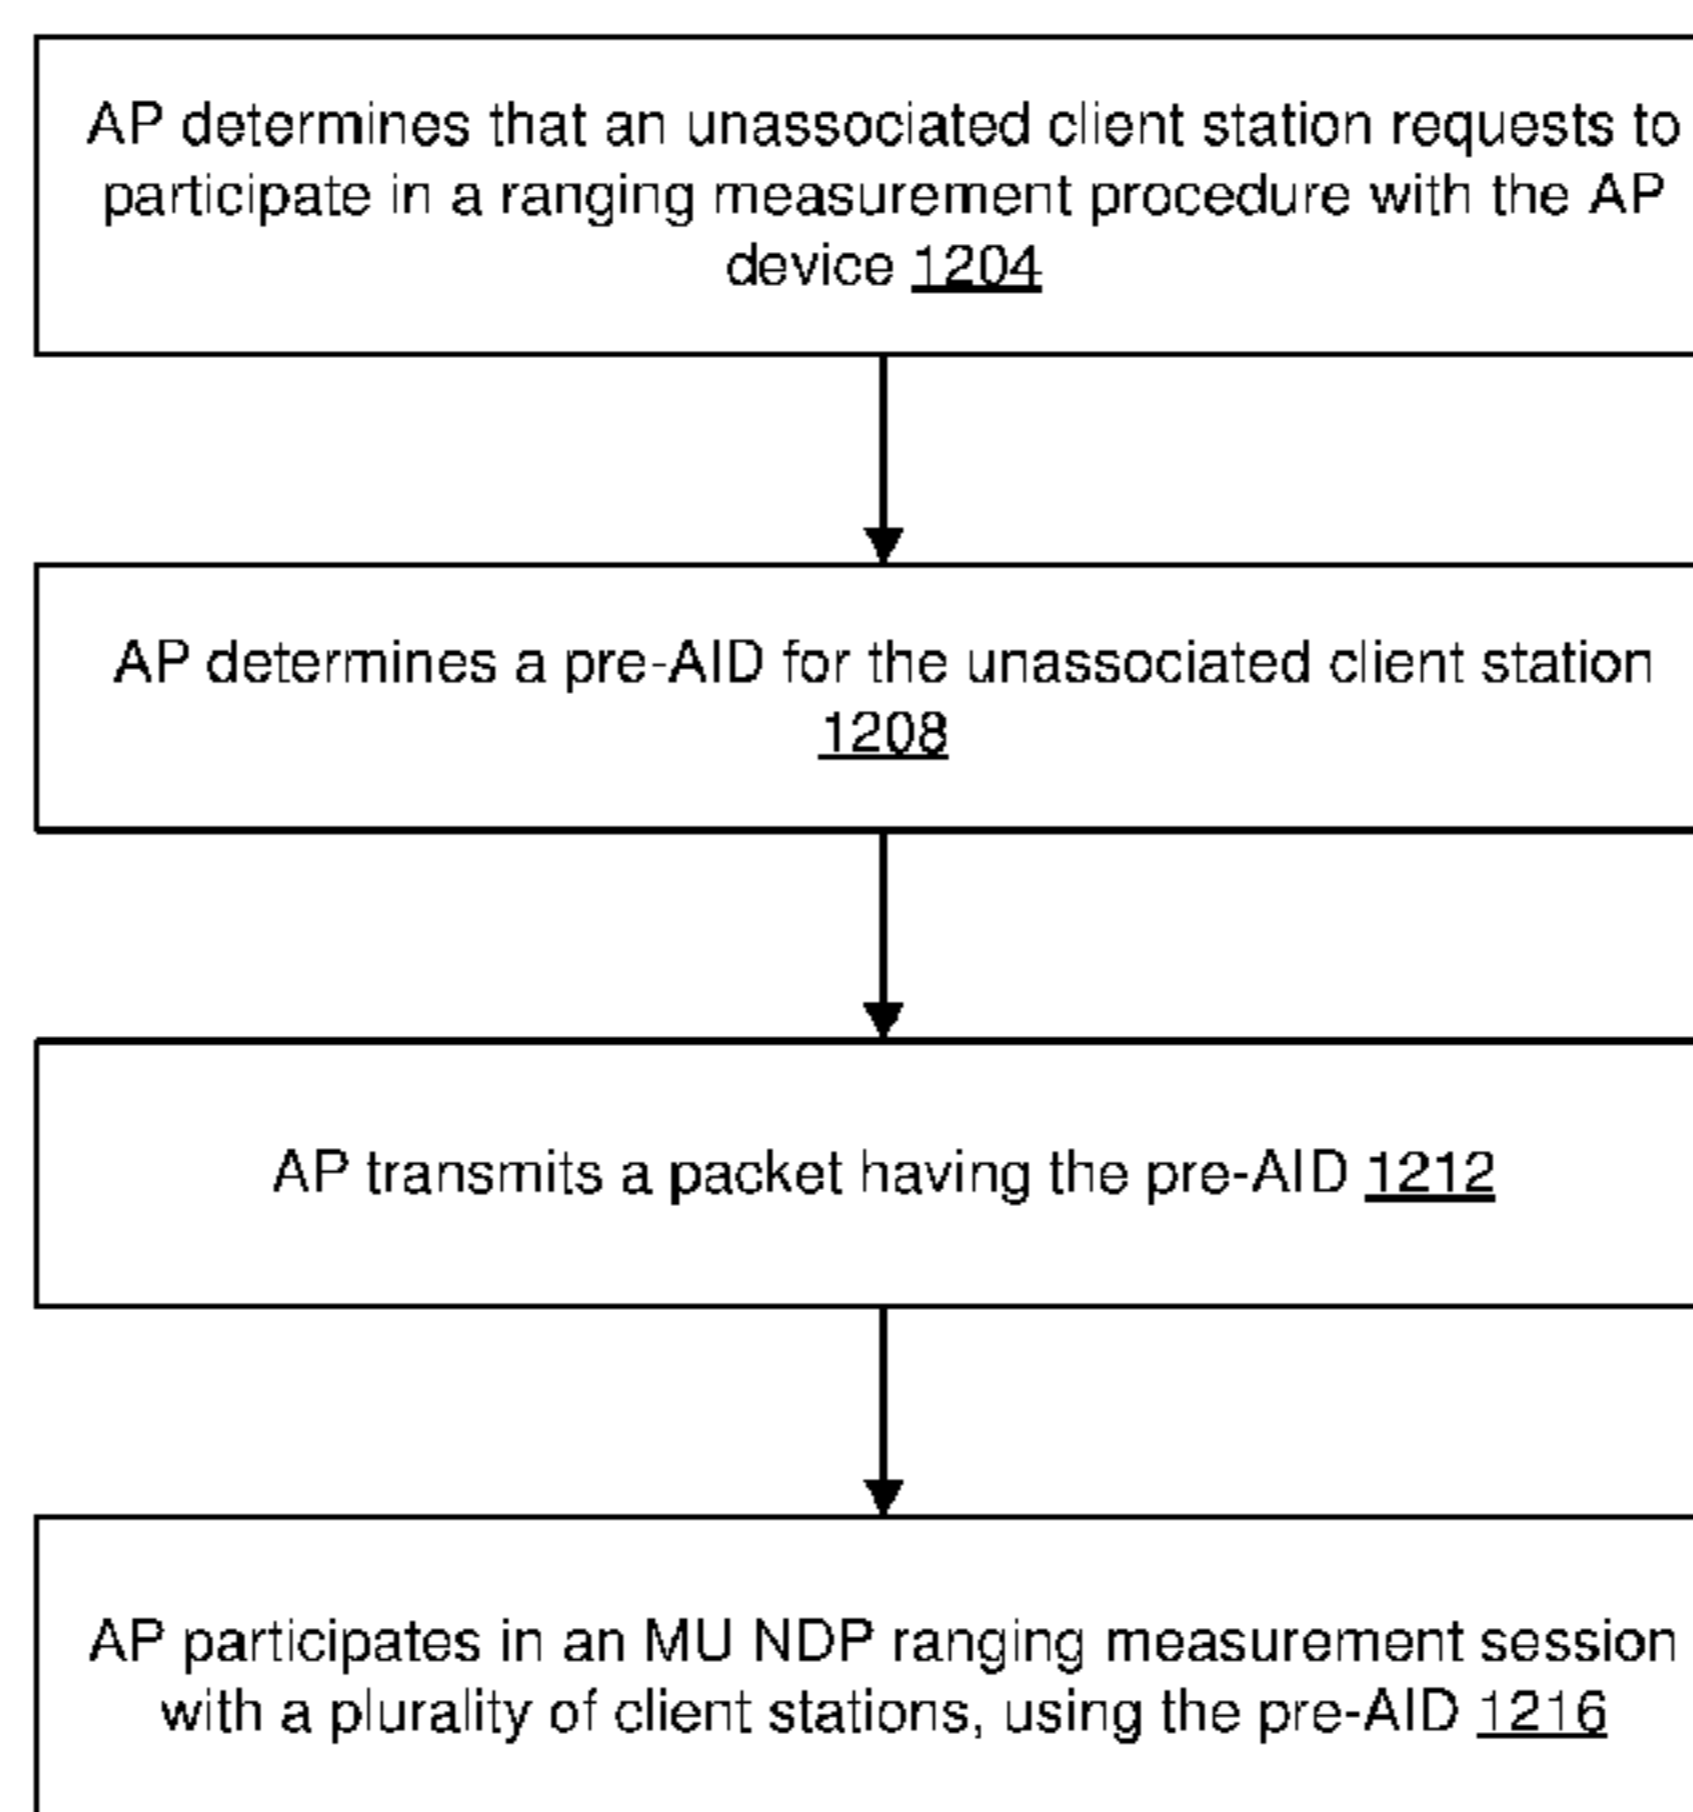 AP determines that an unassociated client station requests to
participate in a ranging measurement procedure with the AP
device 1204
AP determines a pre-AID for the unassociated client station
1208
AP transmits a packet having the pre-AID 1212
AP participates in an MU NDP ranging measurement session
with a plurality of client stations, using the pre-AID 1216